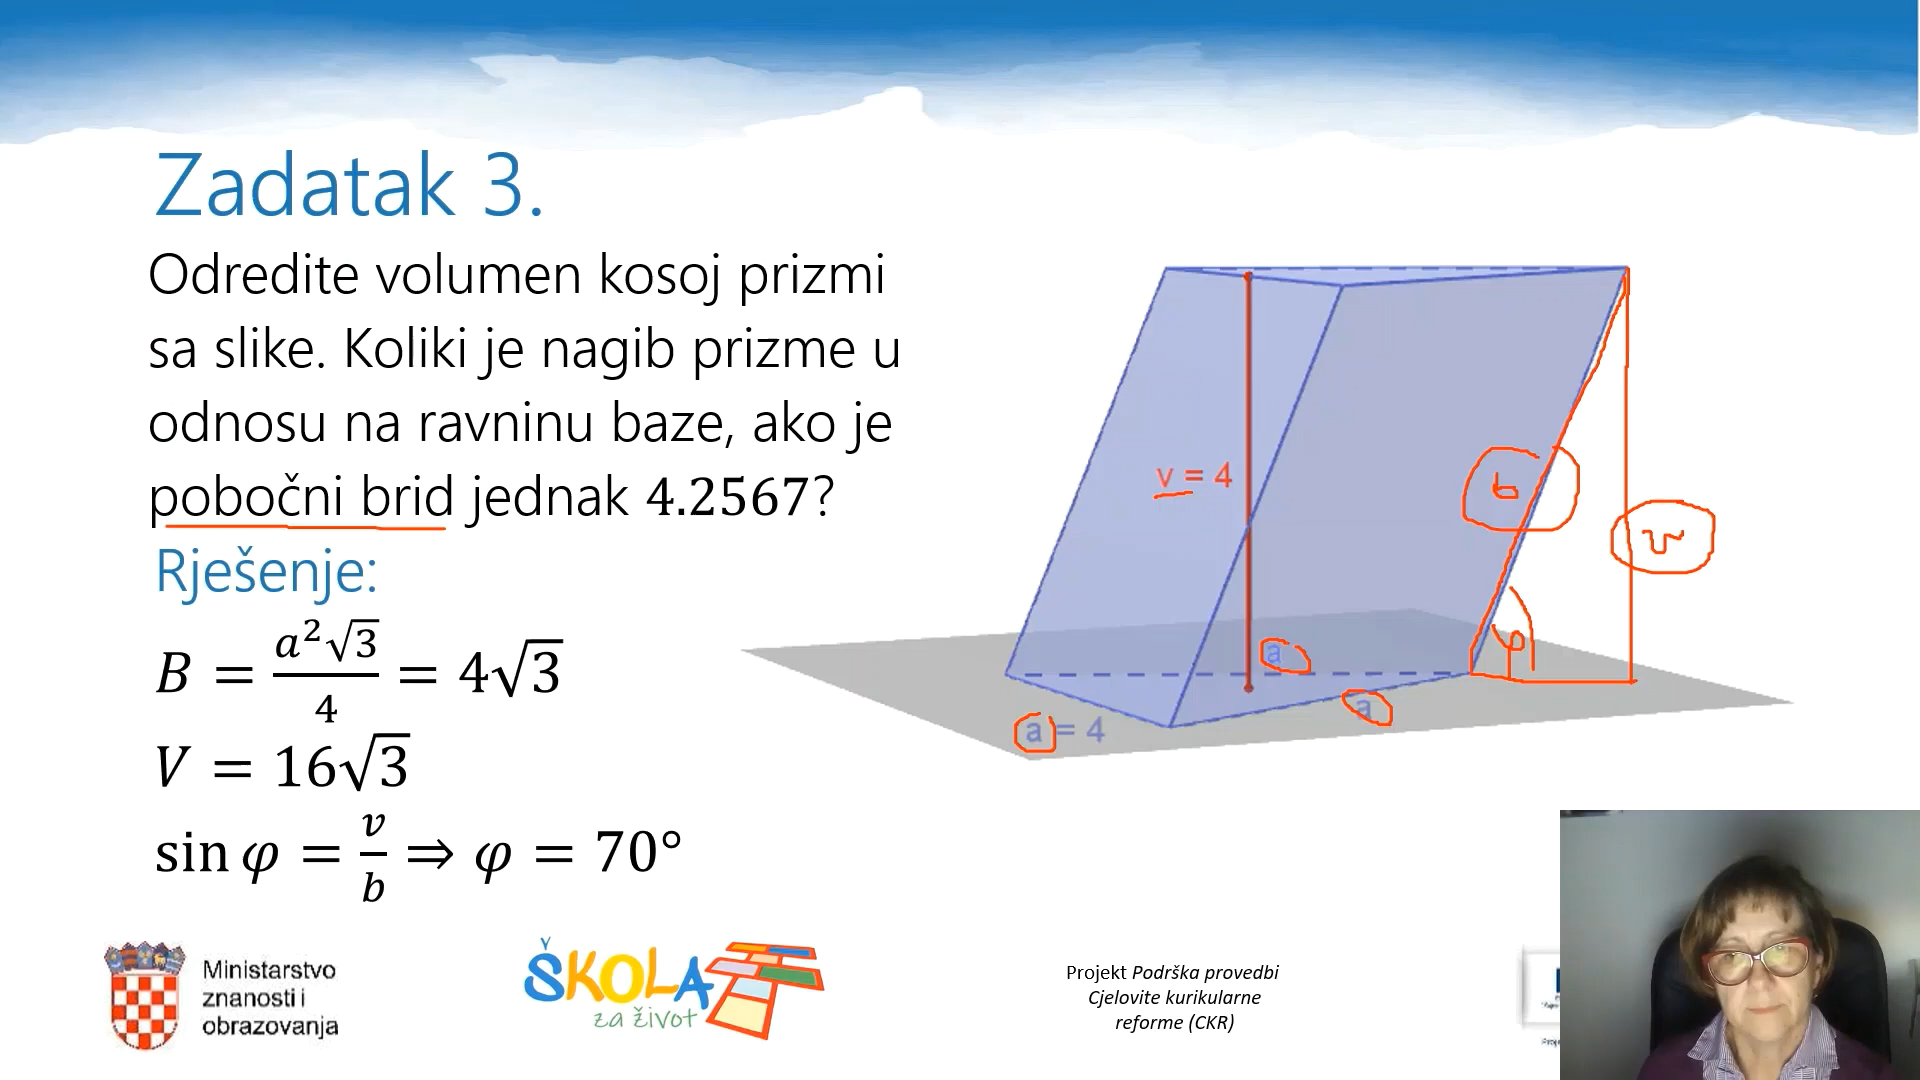 Zadatak 3.
Odredite volumen kosoj prizmi
sa slike. Koliki je nagib prizme u
odnosu na ravninu baze, ako je
pobočni brid jednak 4.2567?
Rješenje:
B = a²√3/4 = 4√3
V = 16√3
sin φ = v/b ⇒ φ = 70°
v = 4
b
v
φ
a
a
a = 4
Ministarstvo
znanosti i
obrazovanja
ŠKOLA
za život
Projekt Podrška provedbi
Cjelovite kurikularne
reforme (CKR)